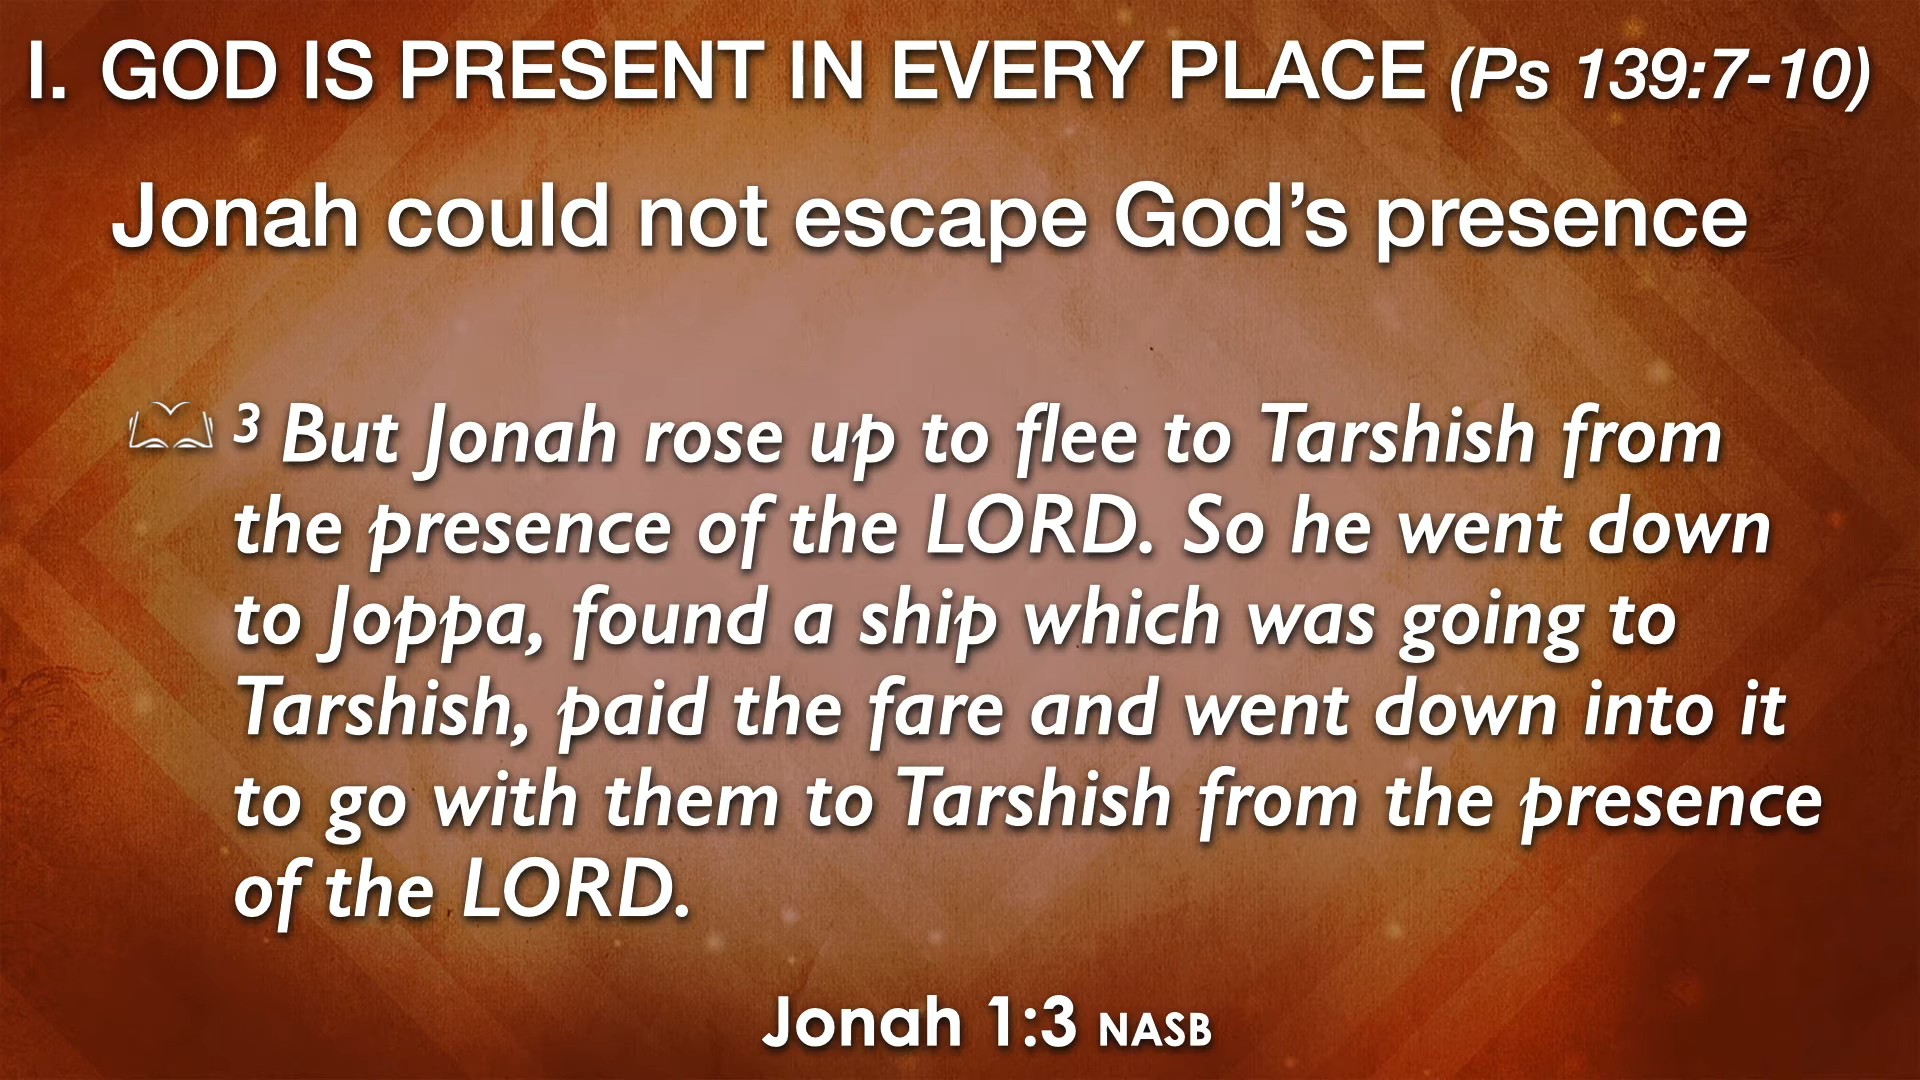 I. GOD IS PRESENT IN EVERY PLACE (Ps 139:7-10)
Jonah could not escape God’s presence
3 But Jonah rose up to flee to Tarshish from
the presence of the LORD. So he went down
to Joppa, found a ship which was going to
Tarshish, paid the fare and went down into it
to go with them to Tarshish from the presence
of the LORD.
Jonah 1:3 NASB